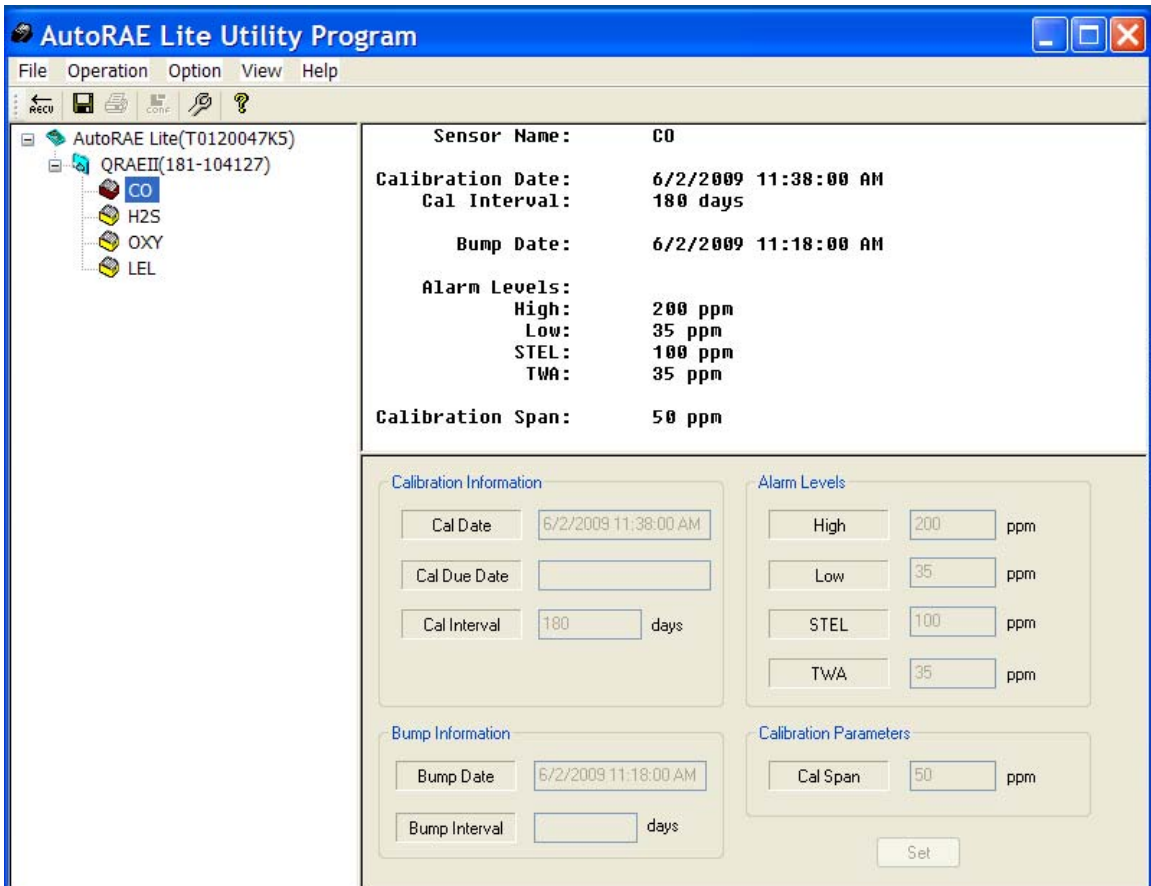 AutoRAE Lite Utility Program
File Operation Option View Help
RECU CONF
AutoRAE Lite(T0120047K5)
QRAEII(181-104127)
CO
H2S
OXY
LEL
Sensor Name: CO
Calibration Date: 6/2/2009 11:38:00 AM
Cal Interval: 180 days
Bump Date: 6/2/2009 11:18:00 AM
Alarm Levels:
High: 200 ppm
Low: 35 ppm
STEL: 100 ppm
TWA: 35 ppm
Calibration Span: 50 ppm
Calibration Information
Cal Date 6/2/2009 11:38:00 AM
Cal Due Date
Cal Interval 180 days
Alarm Levels
High 200 ppm
Low 35 ppm
STEL 100 ppm
TWA 35 ppm
Bump Information
Bump Date 6/2/2009 11:18:00 AM
Bump Interval days
Calibration Parameters
Cal Span 50 ppm
Set